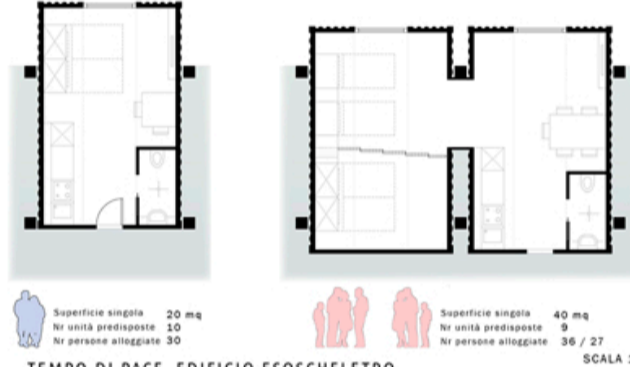 Superficie singola 20 mq
Nr unità predisposte 10
Nr persone alloggiate 30
Superficie singola 40 mq
Nr unità predisposte 9
Nr persone alloggiate 36 / 27
SCALA 1
TEMPO DI PACE, EDIFICIO ESOSCHELETRO